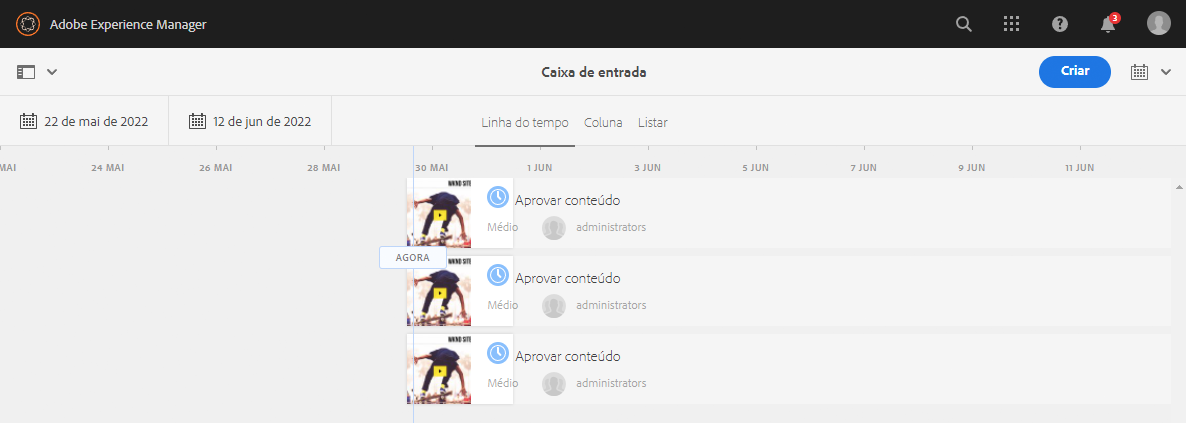 Adobe Experience Manager
3
Caixa de entrada
Criar
22 de mai de 2022
12 de jun de 2022
Linha do tempo Coluna Listar
MAI 24 MAI 26 MAI 28 MAI 30 MAI 1 JUN 3 JUN 5 JUN 7 JUN 9 JUN 11 JUN
WKND SITE
Aprovar conteúdo
Médio administrators
AGORA
WKND SITE
Aprovar conteúdo
Médio administrators
WKND SITE
Aprovar conteúdo
Médio administrators